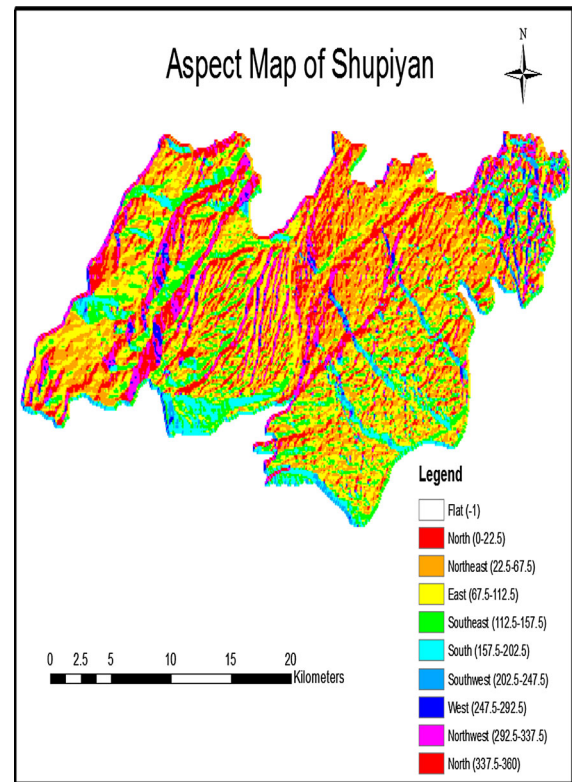 N
Aspect Map of Shupiyan
Legend
Flat (-1)
North (0-22.5)
Northeast (22.5-67.5)
East (67.5-112.5)
Southeast (112.5-157.5)
South (157.5-202.5)
Southwest (202.5-247.5)
West (247.5-292.5)
Northwest (292.5-337.5)
North (337.5-360)
0 2.5 5 10 15 20
Kilometers